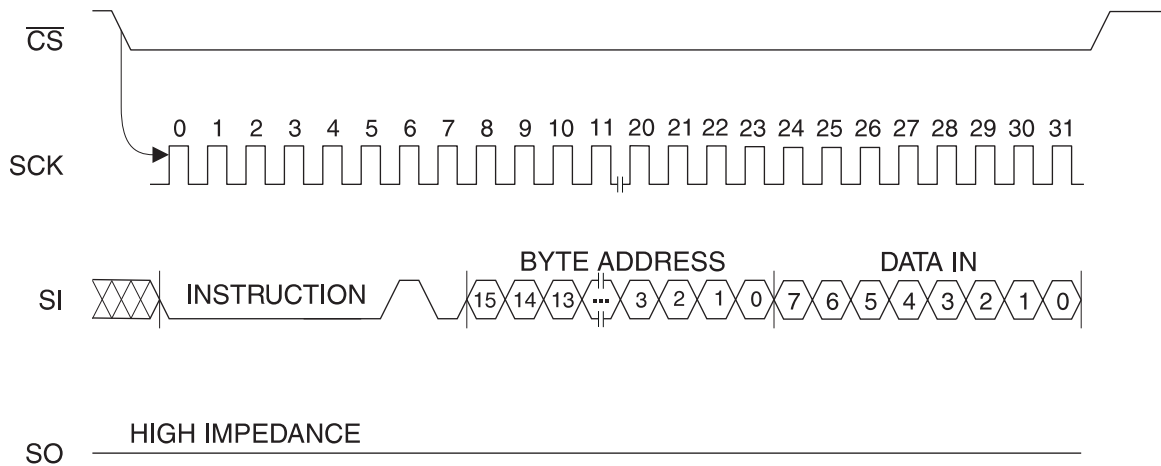 CS
0 1 2 3 4 5 6 7 8 9 10 11 20 21 22 23 24 25 26 27 28 29 30 31
SCK
BYTE ADDRESS DATA IN
SI INSTRUCTION 15 14 13 ... 3 2 1 0 7 6 5 4 3 2 1 0
HIGH IMPEDANCE
SO